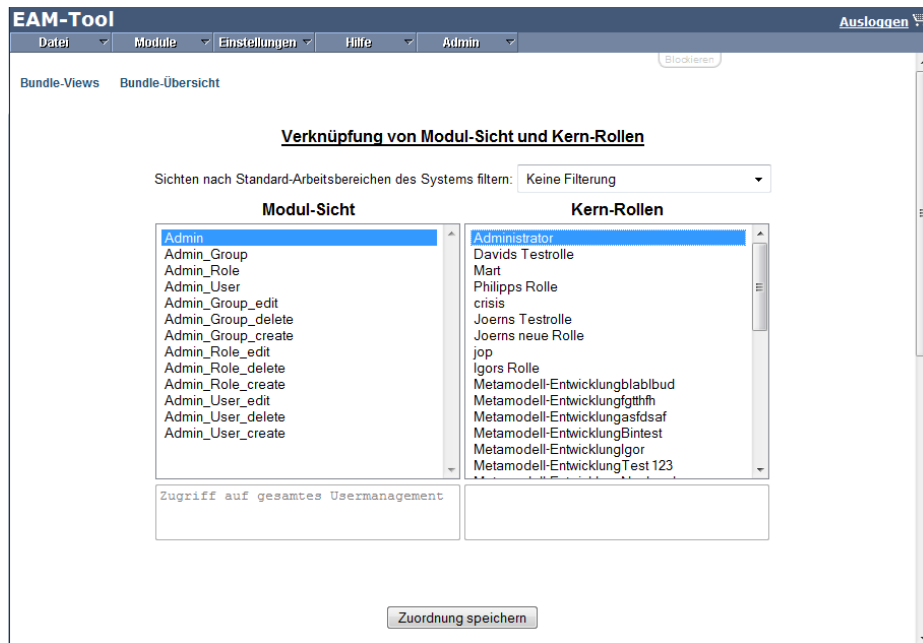 EAM-Tool
Ausloggen
Datei Module Einstellungen Hilfe Admin
Blockieren
Bundle-Views Bundle-Übersicht
Verknüpfung von Modul-Sicht und Kern-Rollen
Sichten nach Standard-Arbeitsbereichen des Systems filtern: Keine Filterung
Modul-Sicht
Admin
Admin_Group
Admin_Role
Admin_User
Admin_Group_edit
Admin_Group_delete
Admin_Group_create
Admin_Role_edit
Admin_Role_delete
Admin_Role_create
Admin_User_edit
Admin_User_delete
Admin_User_create
Zugriff auf gesamtes Usermanagement
Kern-Rollen
Administrator
Davids Testrolle
Mart
Philipps Rolle
crisis
Joerns Testrolle
Joerns neue Rolle
jop
Igors Rolle
Metamodell-Entwicklungblablbud
Metamodell-Entwicklungfgtthfh
Metamodell-Entwicklungasfdsaf
Metamodell-EntwicklungBintest
Metamodell-EntwicklungIgor
Metamodell-EntwicklungTest 123
Zuordnung speichern